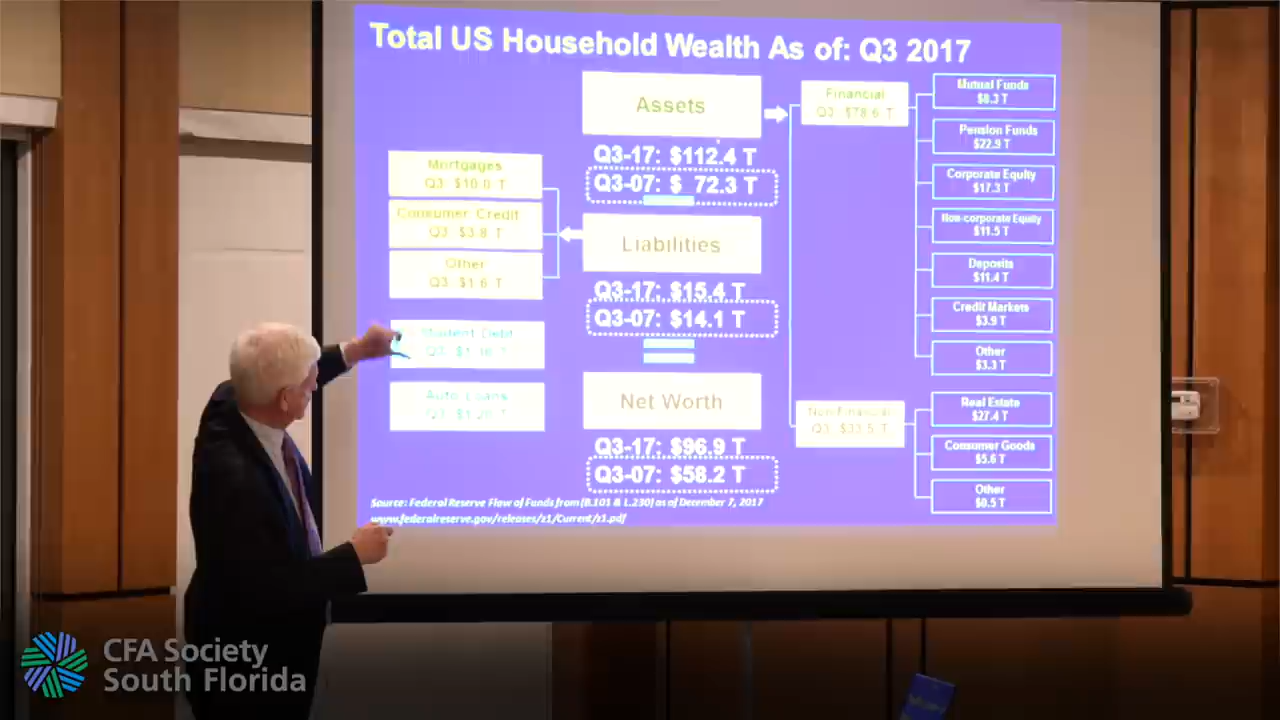 Total US Household Wealth As of: Q3 2017
Assets
Q3-17: $112.4 T
Q3-07: $ 72.3 T
Liabilities
Q3-17: $15.4 T
Q3-07: $14.1 T
Net Worth
Q3-17: $96.9 T
Q3-07: $58.2 T
Mortgages
Q3: $10.0 T
Consumer Credit
Q3: $3.8 T
Other
Q3: $1.6 T
Student Debt
Auto Loans
Financial
Q3: $78.6 T
Mutual Funds
$8.3 T
Pension Funds
$22.9 T
Corporate Equity
$17.3 T
Non-corporate Equity
$11.5 T
Deposits
$11.4 T
Credit Markets
$3.9 T
Other
$3.3 T
Non Financial
Q3: $33.5 T
Real Estate
$27.4 T
Consumer Goods
$5.6 T
Other
$0.5 T
Source: Federal Reserve Flow of Funds from (B.101 & L.230) as of December 7, 2017
www.federalreserve.gov/releases/z1/Current/z1.pdf
CFA Society
South Florida